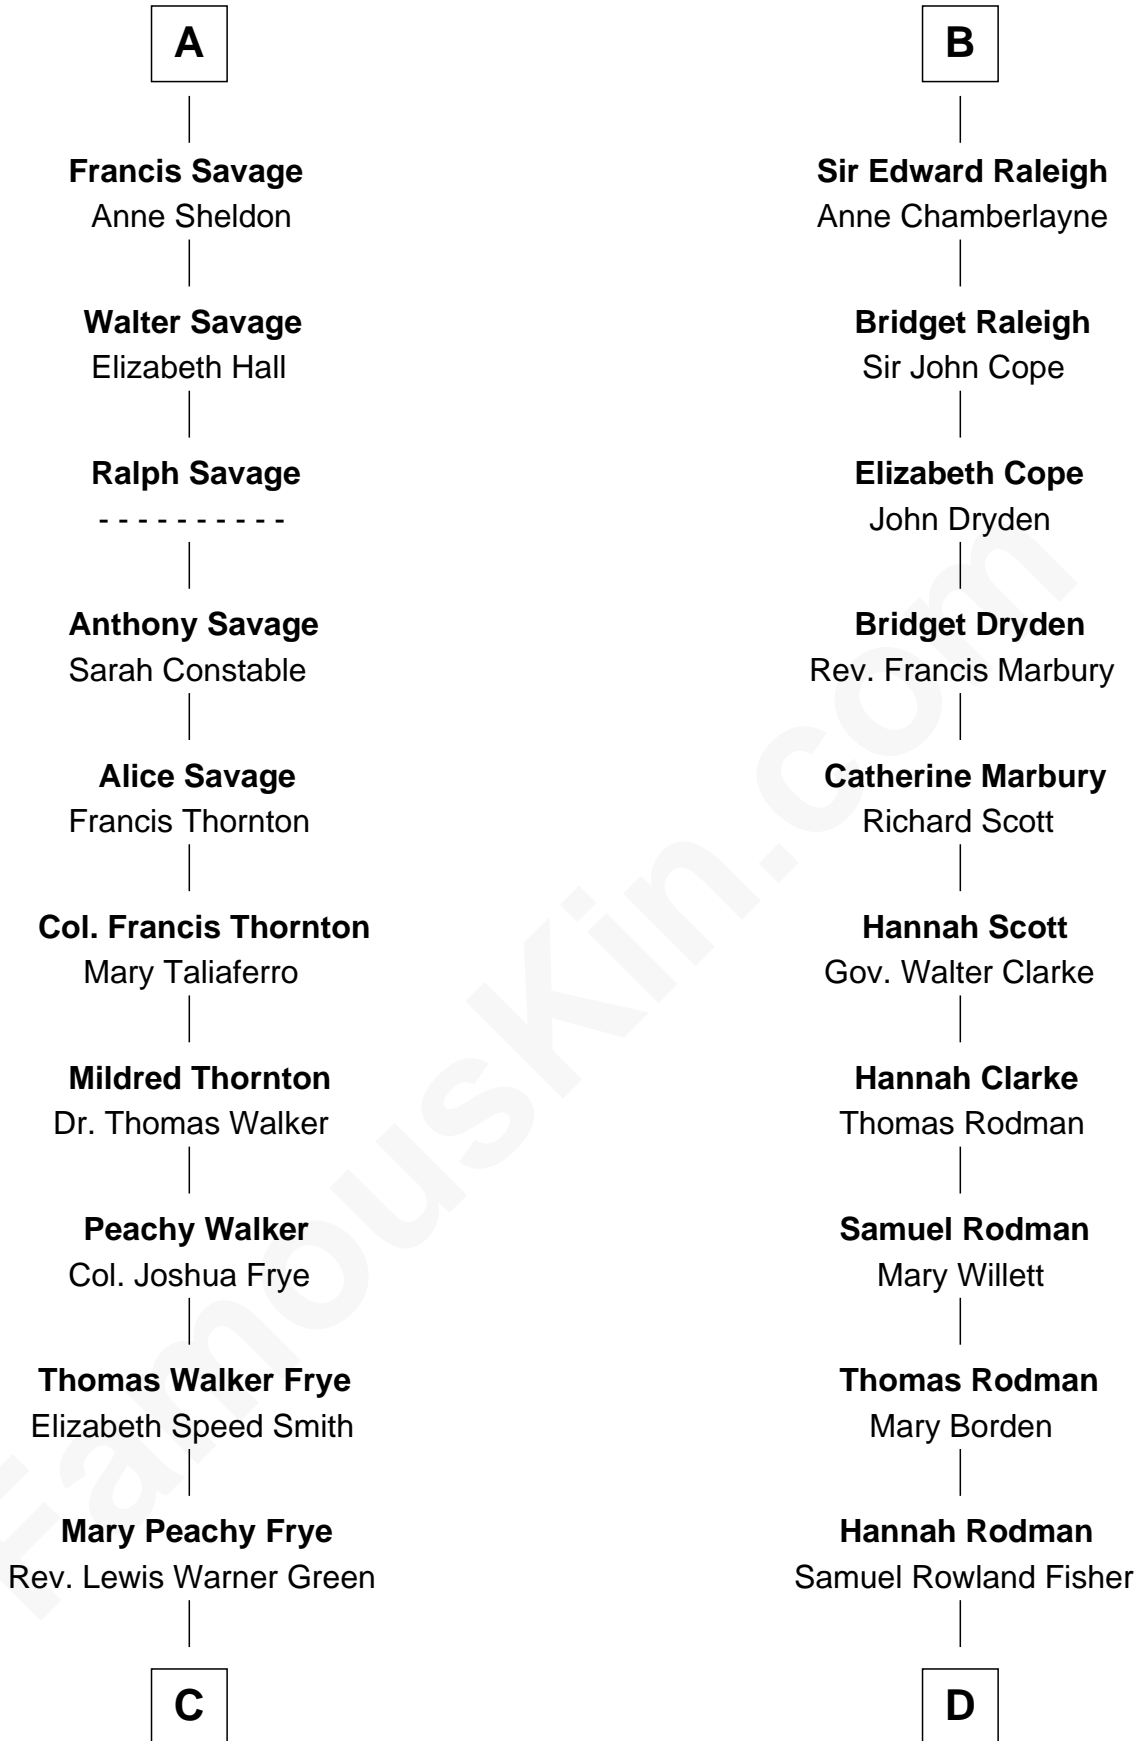 A
Francis Savage
Anne Sheldon
Walter Savage
Elizabeth Hall
Ralph Savage
- - - - - - - - - -
Anthony Savage
Sarah Constable
Alice Savage
Francis Thornton
Col. Francis Thornton
Mary Taliaferro
Mildred Thornton
Dr. Thomas Walker
Peachy Walker
Col. Joshua Frye
Thomas Walker Frye
Elizabeth Speed Smith
Mary Peachy Frye
Rev. Lewis Warner Green
C
B
Sir Edward Raleigh
Anne Chamberlayne
Bridget Raleigh
Sir John Cope
Elizabeth Cope
John Dryden
Bridget Dryden
Rev. Francis Marbury
Catherine Marbury
Richard Scott
Hannah Scott
Gov. Walter Clarke
Hannah Clarke
Thomas Rodman
Samuel Rodman
Mary Willett
Thomas Rodman
Mary Borden
Hannah Rodman
Samuel Rowland Fisher
D
FamousKin.com